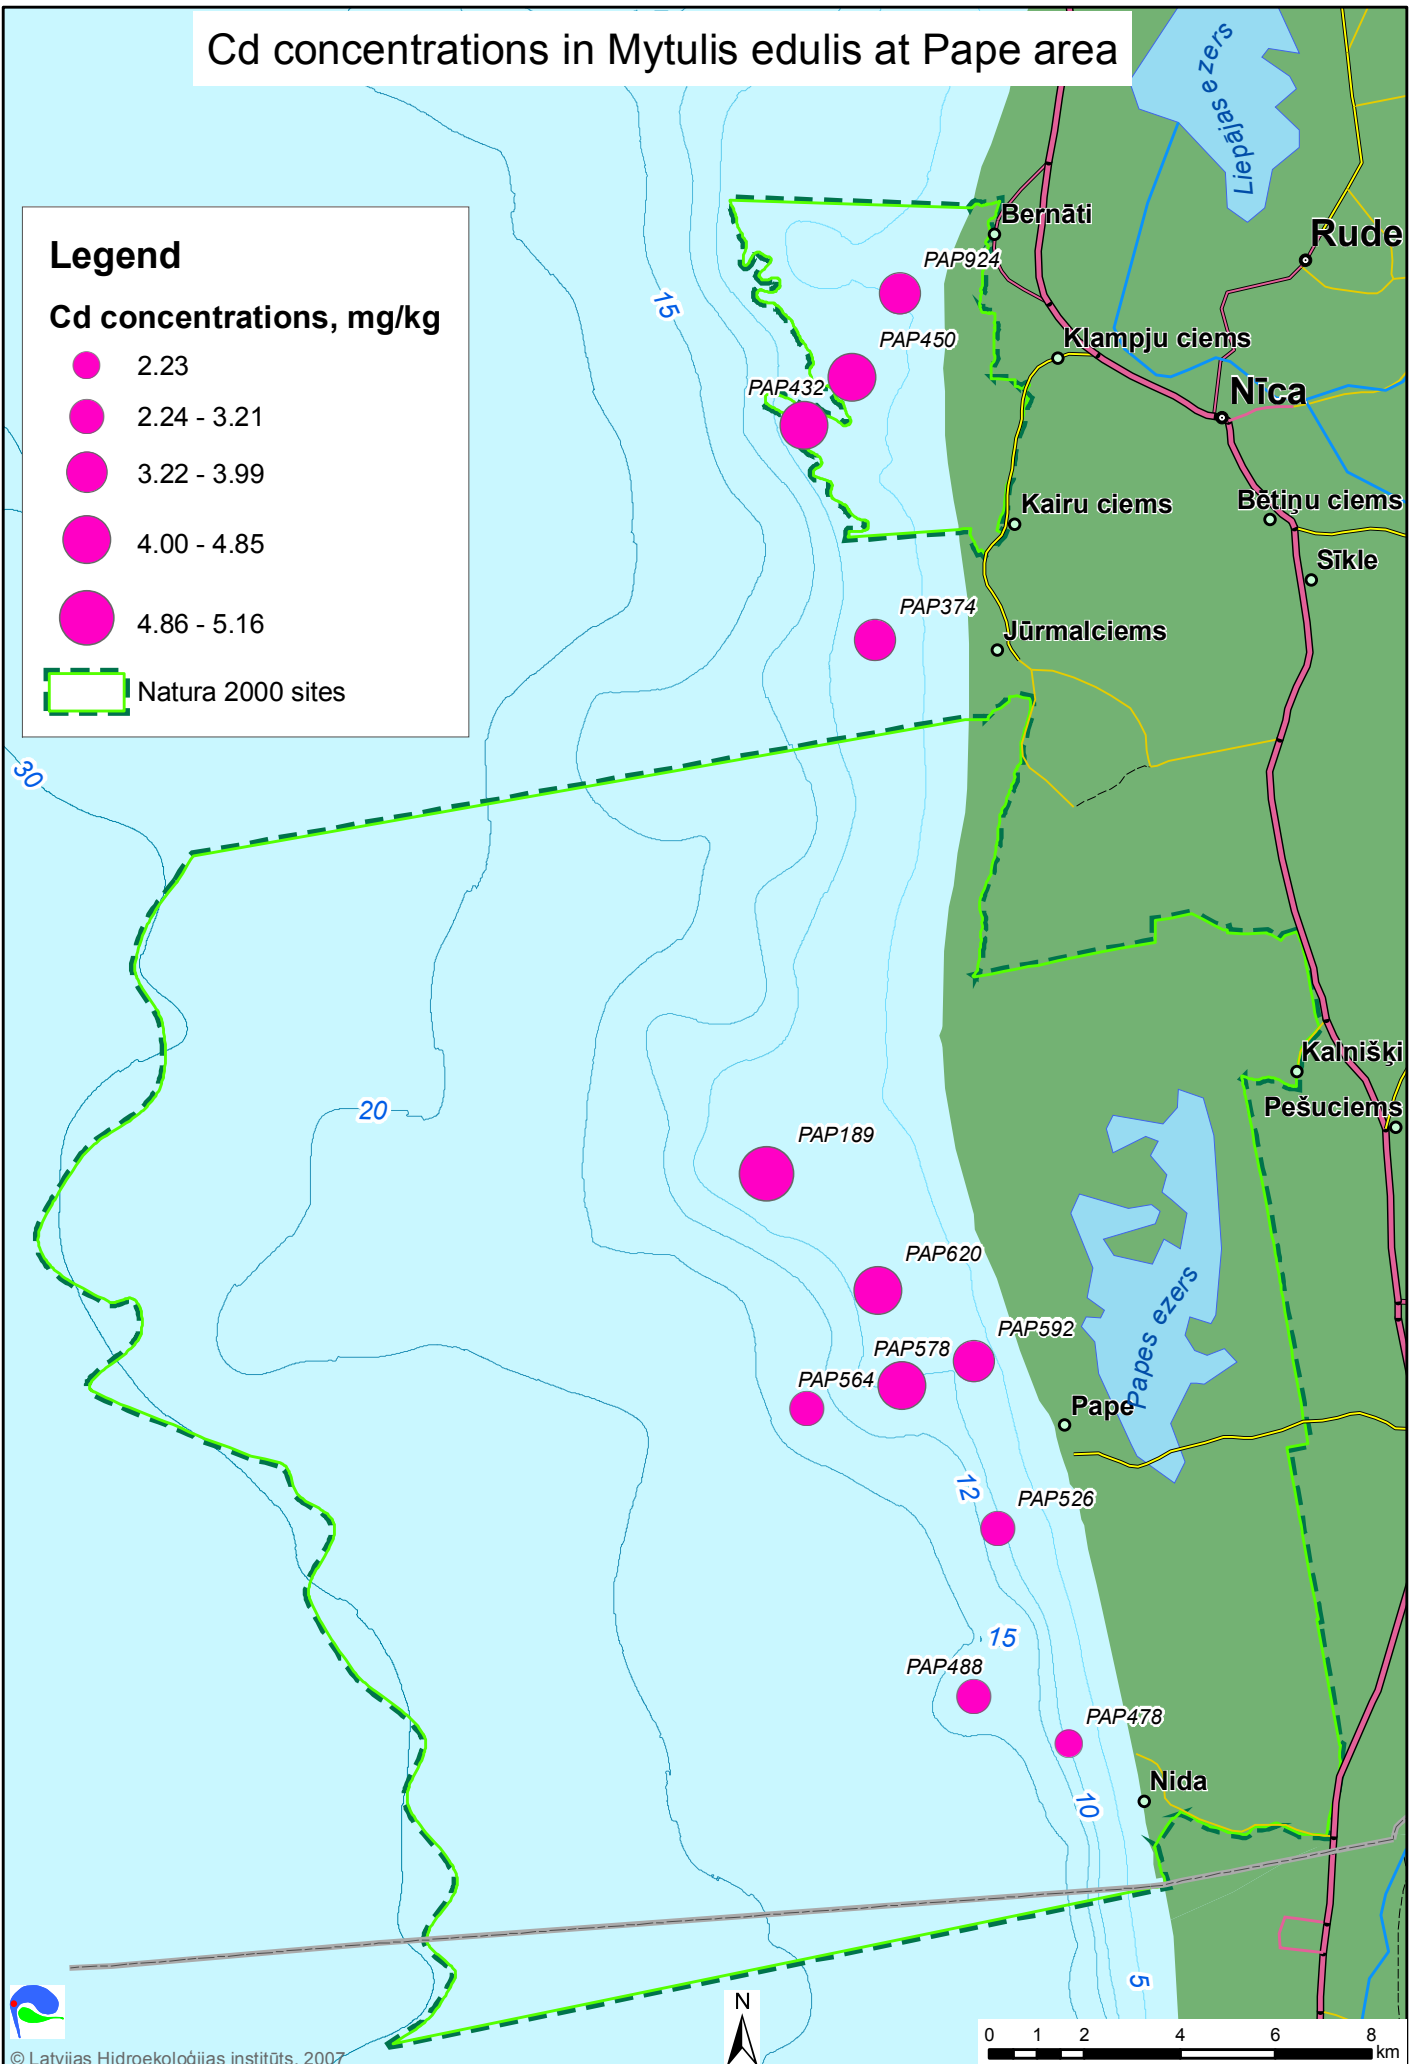 Cd concentrations in Mytulis edulis at Pape area
Liepājas ezers
Legend
Cd concentrations, mg/kg
2.23
2.24 - 3.21
3.22 - 3.99
4.00 - 4.85
4.86 - 5.16
Natura 2000 sites
Bernāti
Rude
PAP924
15
PAP450
Klampju ciems
PAP432
Nīca
Kairu ciems
Bētiņu ciems
Sīkle
PAP374
Jūrmalciems
30
Kalnišķi
20
Pešuciems
PAP189
PAP620
Papes ezers
PAP592
PAP578
PAP564
Pape
12
PAP526
15
PAP488
PAP478
Nida
10
5
N
0 1 2 4 6 8
km
© Latvijas Hidroekoloģijas institūts, 2007